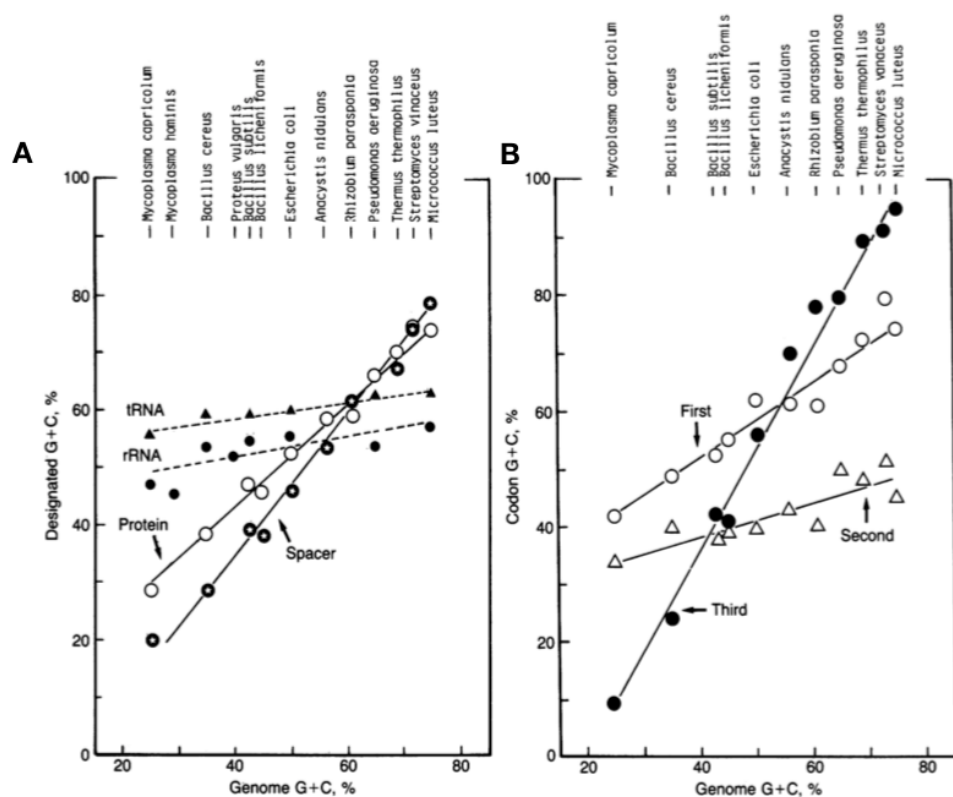 A
Mycoplasma capricolum
Mycoplasma hominis
Bacillus cereus
Proteus vulgaris
Bacillus subtilis
Bacillus licheniformis
Escherichia coli
Anacystis nidulans
Rhizobium parasponia
Pseudomonas aeruginosa
Thermus thermophilus
Streptomyces vinaceus
Micrococcus luteus
100
80
60
40
20
0
Designated G+C, %
tRNA
rRNA
Protein
Spacer
20
40
60
80
Genome G+C, %
B
Mycoplasma capricolum
Bacillus cereus
Bacillus subtilis
Bacillus licheniformis
Escherichia coli
Anacystis nidulans
Rhizobium parasponia
Pseudomonas aeruginosa
Thermus thermophilus
Streptomyces vanaceus
Nicrococcus luteus
100
80
60
40
20
0
Codon G+C, %
First
Second
Third
20
40
60
80
Genome G+C, %